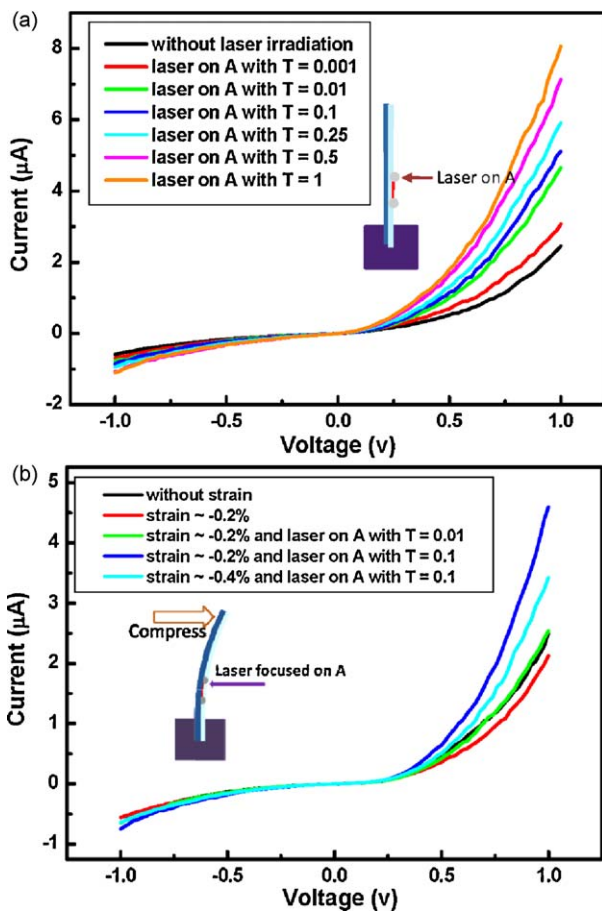 (a)
without laser irradiation
laser on A with T = 0.001
laser on A with T = 0.01
laser on A with T = 0.1
laser on A with T = 0.25
laser on A with T = 0.5
laser on A with T = 1
Laser on A
Current (μA)
8
6
4
2
0
-2
-1.0 -0.5 0.0 0.5 1.0
Voltage (v)
(b)
without strain
strain ~ -0.2%
strain ~ -0.2% and laser on A with T = 0.01
strain ~ -0.2% and laser on A with T = 0.1
strain ~ -0.4% and laser on A with T = 0.1
Compress
Laser focused on A
Current (μA)
5
4
3
2
1
0
-1
-1.0 -0.5 0.0 0.5 1.0
Voltage (v)